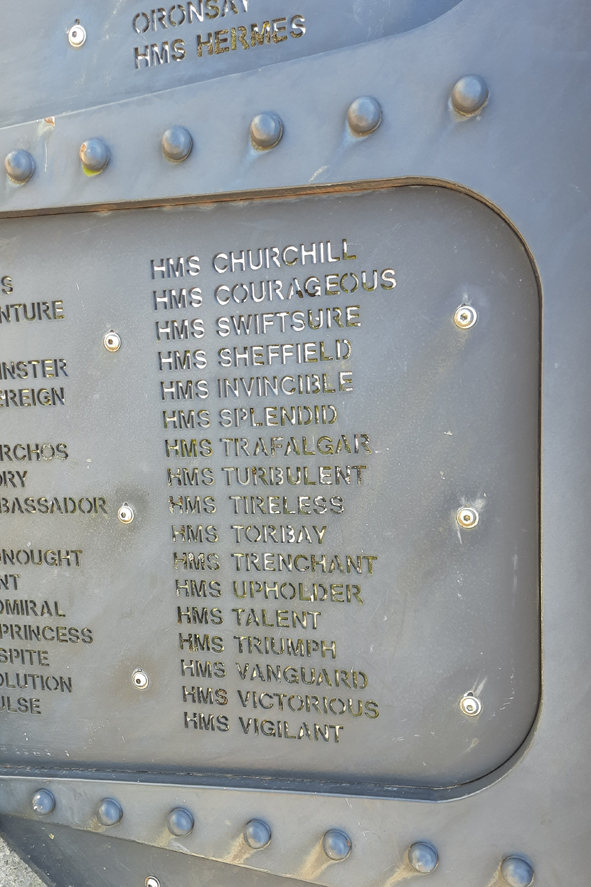 ORONSAY
HMS HERMES
S
NTURE
NSTER
EREIGN
RCHOS
ORY
BASSADOR
DNOUGHT
NT
DMIRAL
PRINCESS
SPITE
OLUTION
ULSE
HMS CHURCHILL
HMS COURAGEOUS
HMS SWIFTSURE
HMS SHEFFIELD
HMS INVINCIBLE
HMS SPLENDID
HMS TRAFALGAR
HMS TURBULENT
HMS TIRELESS
HMS TORBAY
HMS TRENCHANT
HMS UPHOLDER
HMS TALENT
HMS TRIUMPH
HMS VANGUARD
HMS VICTORIOUS
HMS VIGILANT